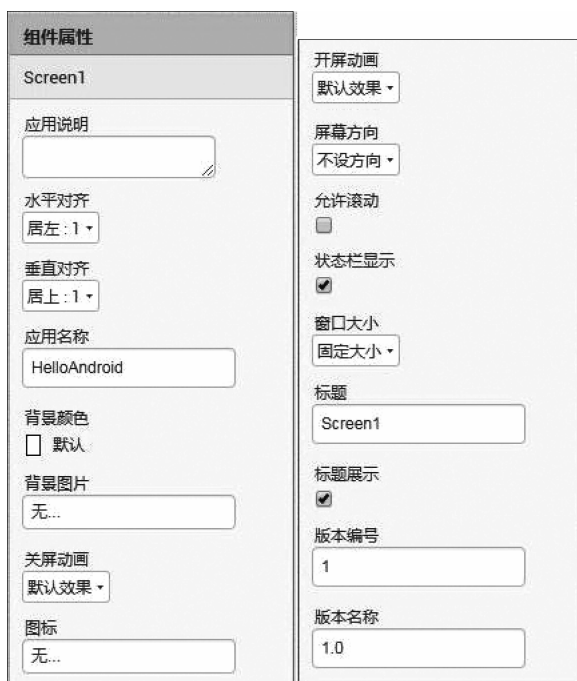 组件属性
Screen1
应用说明
水平对齐
居左 : 1
垂直对齐
居上 : 1
应用名称
HelloAndroid
背景颜色
默认
背景图片
无...
关屏动画
默认效果
图标
无...
开屏动画
默认效果
屏幕方向
不设方向
允许滚动
状态栏显示
窗口大小
固定大小
标题
Screen1
标题展示
版本编号
1
版本名称
1.0